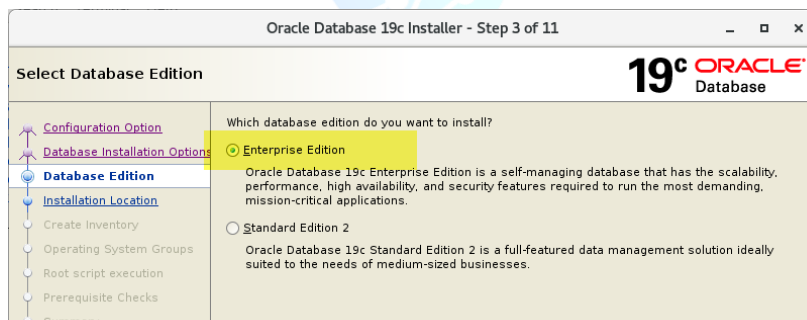 Oracle Database 19c Installer - Step 3 of 11
Select Database Edition
19c ORACLE
Database
Configuration Option
Database Installation Options
Database Edition
Installation Location
Create Inventory
Operating System Groups
Root script execution
Prerequisite Checks
Which database edition do you want to install?
Enterprise Edition
Oracle Database 19c Enterprise Edition is a self-managing database that has the scalability,
performance, high availability, and security features required to run the most demanding,
mission-critical applications.
Standard Edition 2
Oracle Database 19c Standard Edition 2 is a full-featured data management solution ideally
suited to the needs of medium-sized businesses.